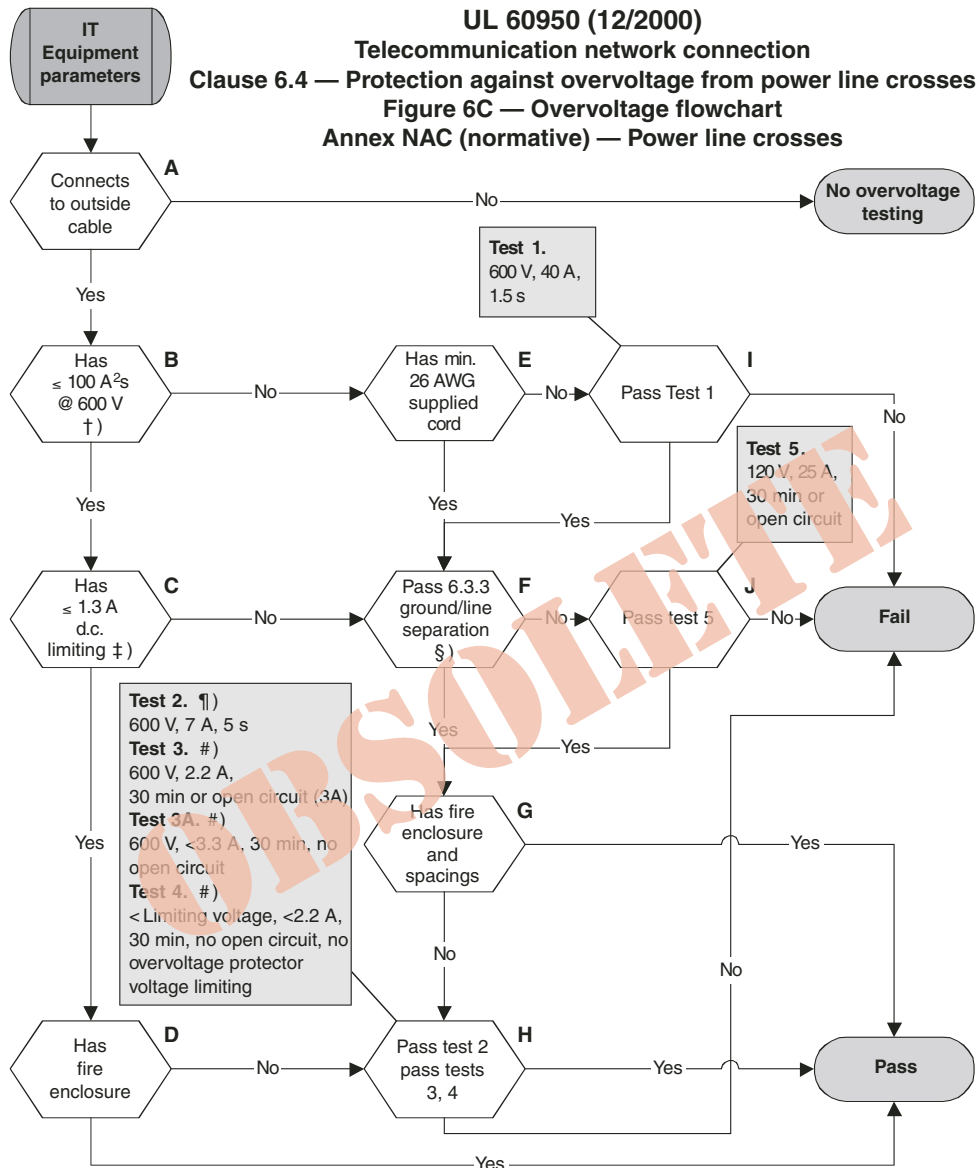 IT
Equipment
parameters
UL 60950 (12/2000)
Telecommunication network connection
Clause 6.4 — Protection against overvoltage from power line crosses
Figure 6C — Overvoltage flowchart
Annex NAC (normative) — Power line crosses
A
Connects
to outside
cable
No
No overvoltage
testing
Yes
Test 1.
600 V, 40 A,
1.5 s
B
Has
≤ 100 A²s
@ 600 V
†)
No
E
Has min.
26 AWG
supplied
cord
No
I
Pass Test 1
No
Yes
Yes
Yes
Test 5.
120 V, 25 A,
30 min or
open circuit
C
Has
≤ 1.3 A
d.c.
limiting ‡)
No
F
Pass 6.3.3
ground/line
separation
§)
No
J
Pass test 5
No
Fail
Test 2. ¶)
600 V, 7 A, 5 s
Test 3. #)
600 V, 2.2 A,
30 min or open circuit (3A)
Test 3A. #)
600 V, <3.3 A, 30 min, no
open circuit
Test 4. #)
< Limiting voltage, <2.2 A,
30 min, no open circuit, no
overvoltage protector
voltage limiting
Yes
Yes
Yes
G
Has fire
enclosure
and
spacings
Yes
No
No
D
Has
fire
enclosure
No
H
Pass test 2
pass tests
3, 4
Yes
Pass
Yes
OBSOLETE